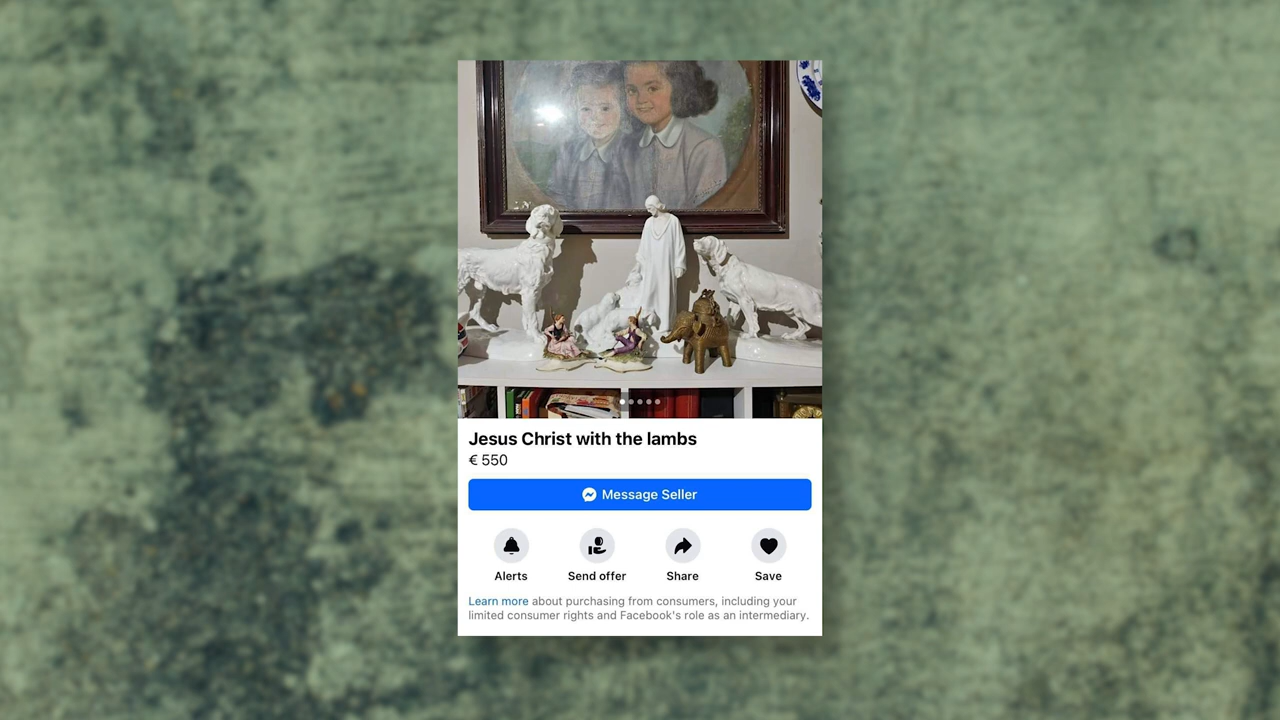 Jesus Christ with the lambs
€ 550
Message Seller
Alerts
Send offer
Share
Save
Learn more about purchasing from consumers, including your
limited consumer rights and Facebook's role as an intermediary.